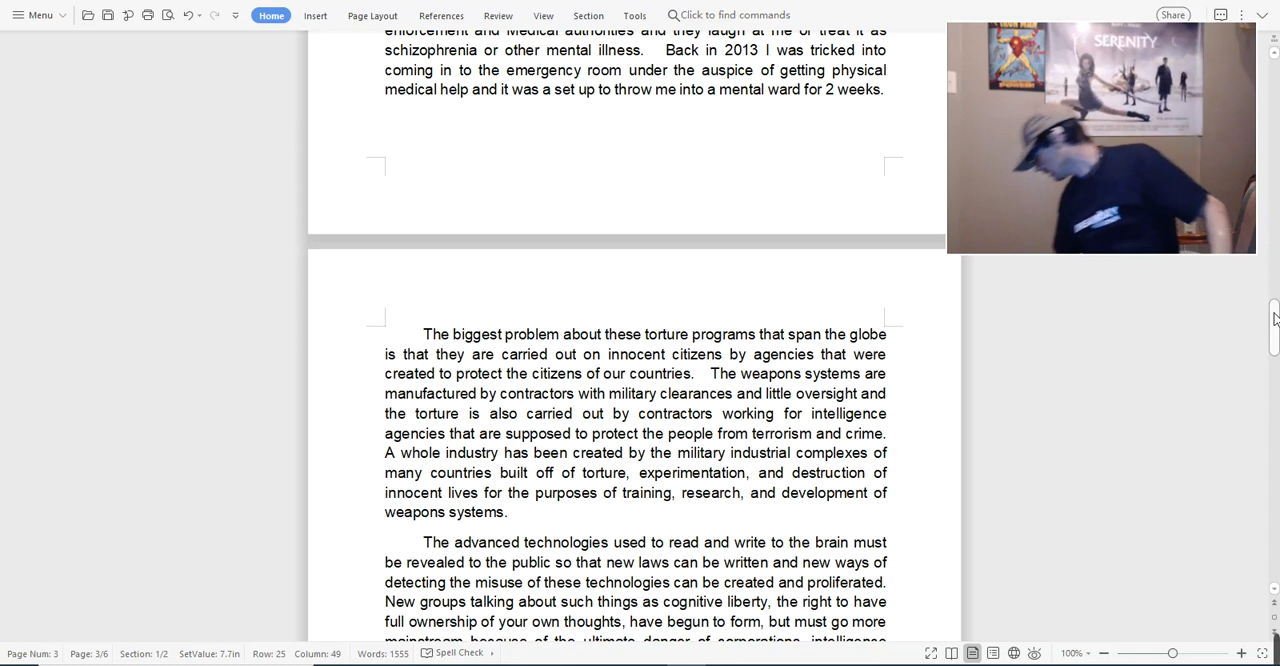 Menu
Home
Insert
Page Layout
References
Review
View
Section
Tools
Click to find commands
Share
enforcement and Medical authorities and they laugh at me or treat it as
schizophrenia or other mental illness. Back in 2013 I was tricked into
coming in to the emergency room under the auspice of getting physical
medical help and it was a set up to throw me into a mental ward for 2 weeks.
IRON MAN
SERENITY
The biggest problem about these torture programs that span the globe
is that they are carried out on innocent citizens by agencies that were
created to protect the citizens of our countries. The weapons systems are
manufactured by contractors with military clearances and little oversight and
the torture is also carried out by contractors working for intelligence
agencies that are supposed to protect the people from terrorism and crime.
A whole industry has been created by the military industrial complexes of
many countries built off of torture, experimentation, and destruction of
innocent lives for the purposes of training, research, and development of
weapons systems.
The advanced technologies used to read and write to the brain must
be revealed to the public so that new laws can be written and new ways of
detecting the misuse of these technologies can be created and proliferated.
New groups talking about such things as cognitive liberty, the right to have
full ownership of your own thoughts, have begun to form, but must go more
mainstream because of the ultimate danger of corporations, intelligence
Page Num: 3
Page: 3/6
Section: 1/2
SetValue: 7.7in
Row: 25
Column: 49
Words: 1555
Spell Check
100%